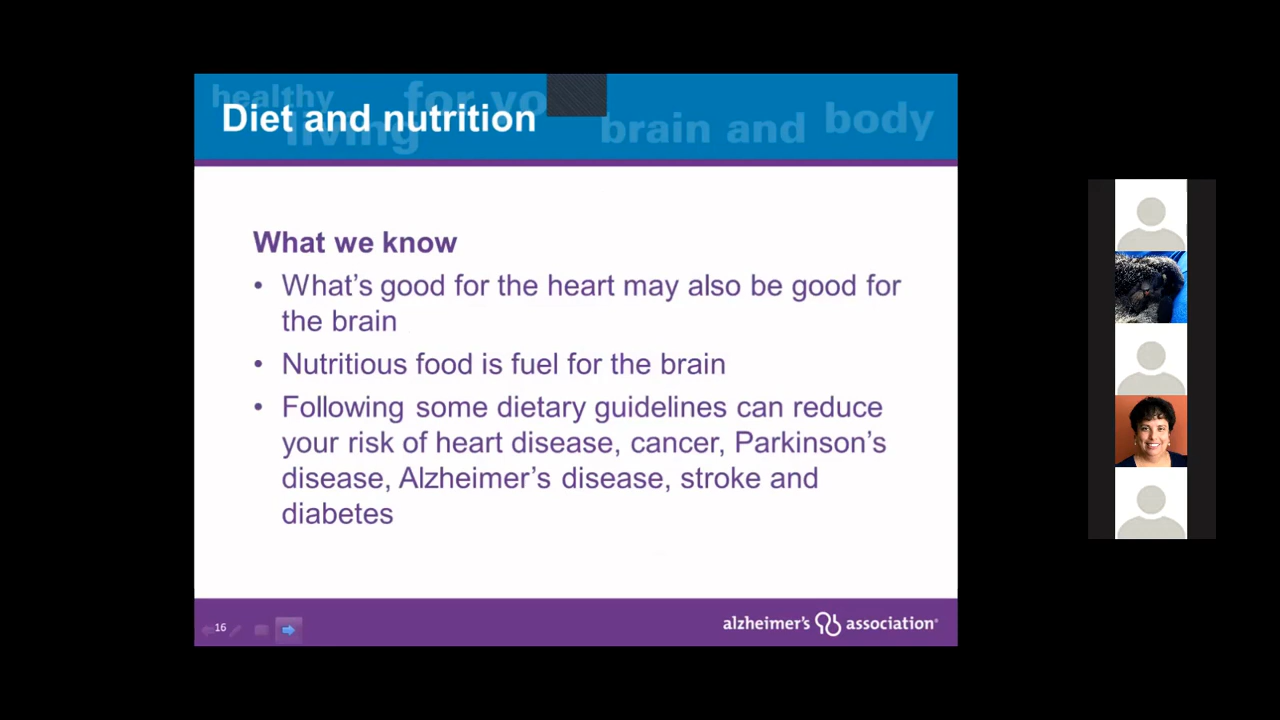 healthy
for yo
Diet and nutrition
living
brain and
body
What we know
• What's good for the heart may also be good for
the brain
• Nutritious food is fuel for the brain
• Following some dietary guidelines can reduce
your risk of heart disease, cancer, Parkinson's
disease, Alzheimer's disease, stroke and
diabetes
16
alzheimer's association®